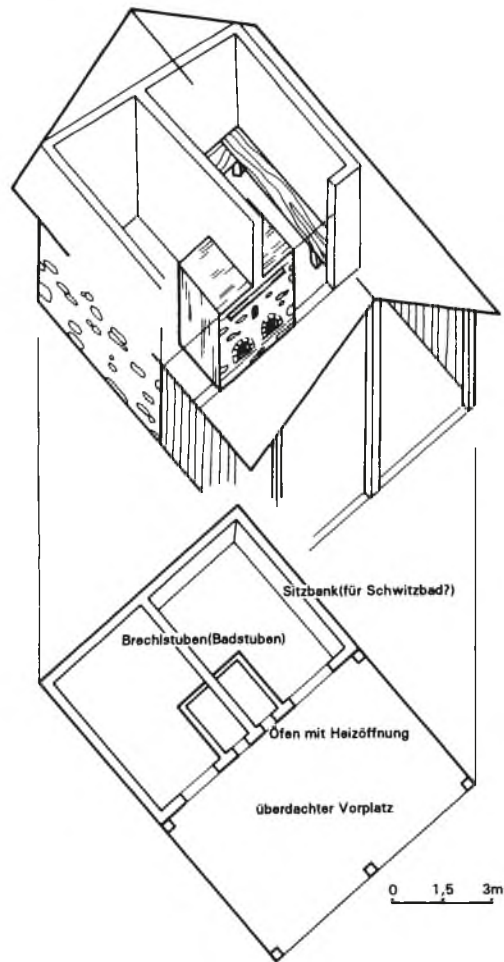 Sitzbank(für Schwitzbad?)
Brechlstuben(Badstuben)
Öfen mit Heizöffnung
überdachter Vorplatz
0 1,5 3m